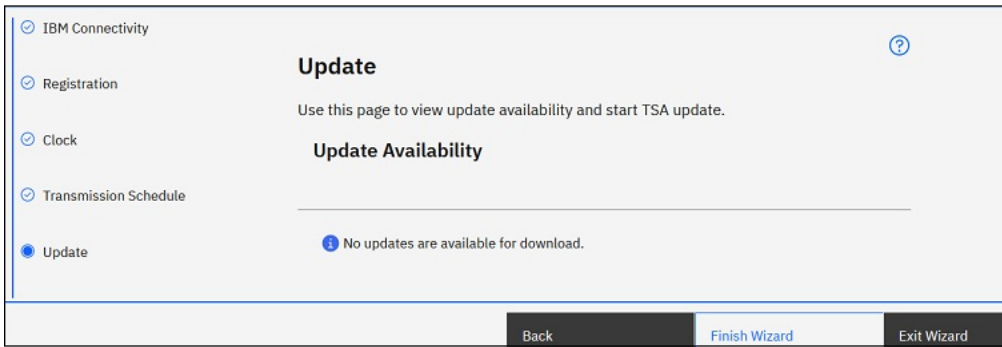 IBM Connectivity
Registration
Clock
Transmission Schedule
Update
?
Update
Use this page to view update availability and start TSA update.
Update Availability
i No updates are available for download.
Back
Finish Wizard
Exit Wizard